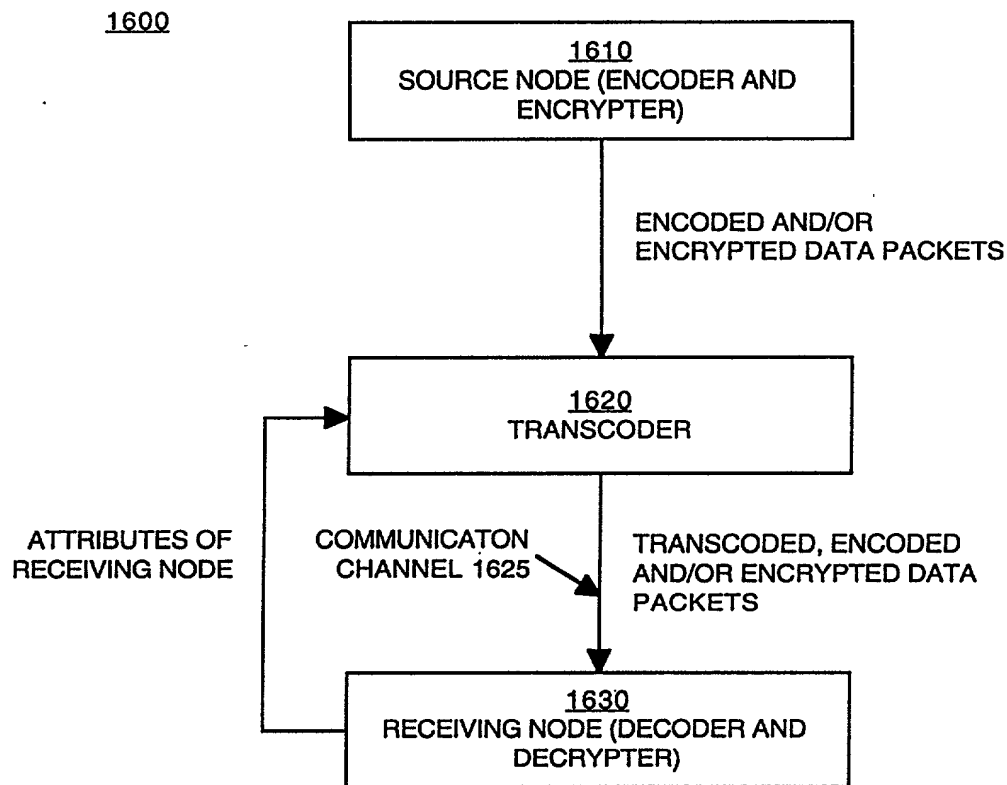 1600
1610
SOURCE NODE (ENCODER AND
ENCRYPTER)
ENCODED AND/OR
ENCRYPTED DATA PACKETS
1620
TRANSCODER
ATTRIBUTES OF
RECEIVING NODE
COMMUNICATON
CHANNEL 1625
TRANSCODED, ENCODED
AND/OR ENCRYPTED DATA
PACKETS
1630
RECEIVING NODE (DECODER AND
DECRYPTER)